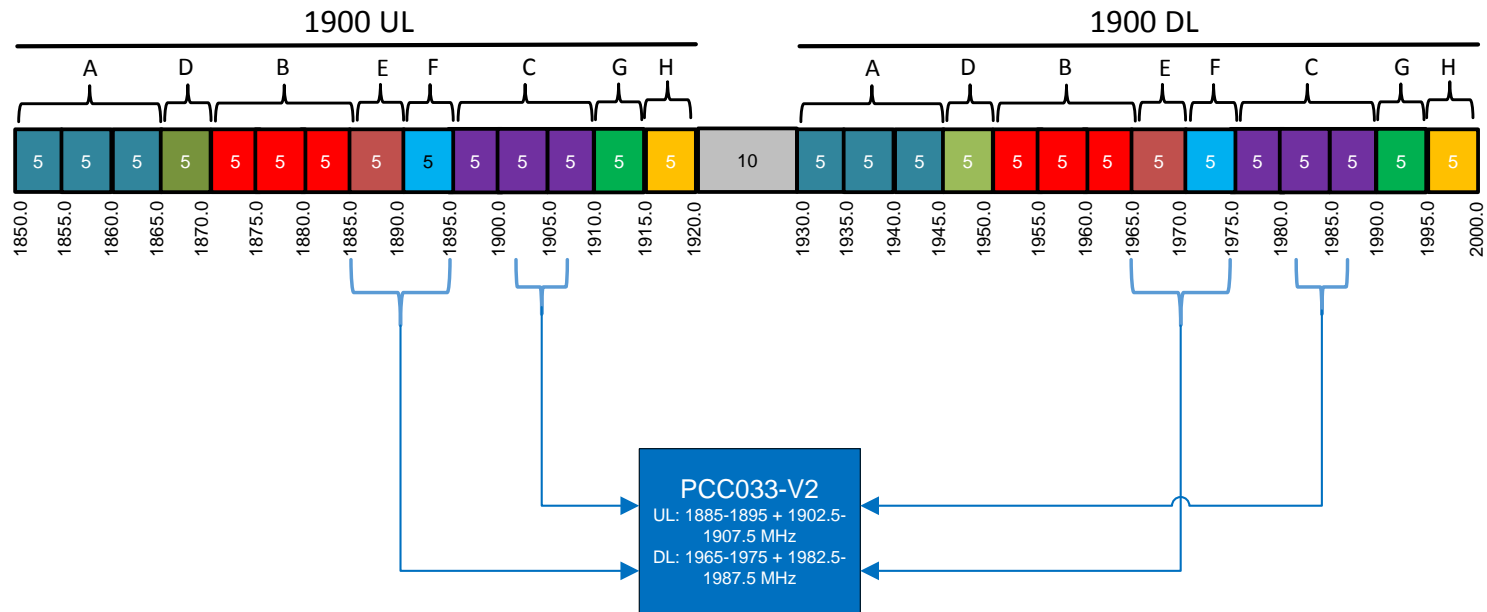 1900 UL 1900 DL
A D B E F C G H A D B E F C G H
5 5 5 5 5 5 5 5 5 5 5 5 5 5 10 5 5 5 5 5 5 5 5 5 5 5 5 5 5
1850.0 1855.0 1860.0 1865.0 1870.0 1875.0 1880.0 1885.0 1890.0 1895.0 1900.0 1905.0 1910.0 1915.0 1920.0 1930.0 1935.0 1940.0 1945.0 1950.0 1955.0 1960.0 1965.0 1970.0 1975.0 1980.0 1985.0 1990.0 1995.0 2000.0
PCC033-V2
UL: 1885-1895 + 1902.5-
1907.5 MHz
DL: 1965-1975 + 1982.5-
1987.5 MHz